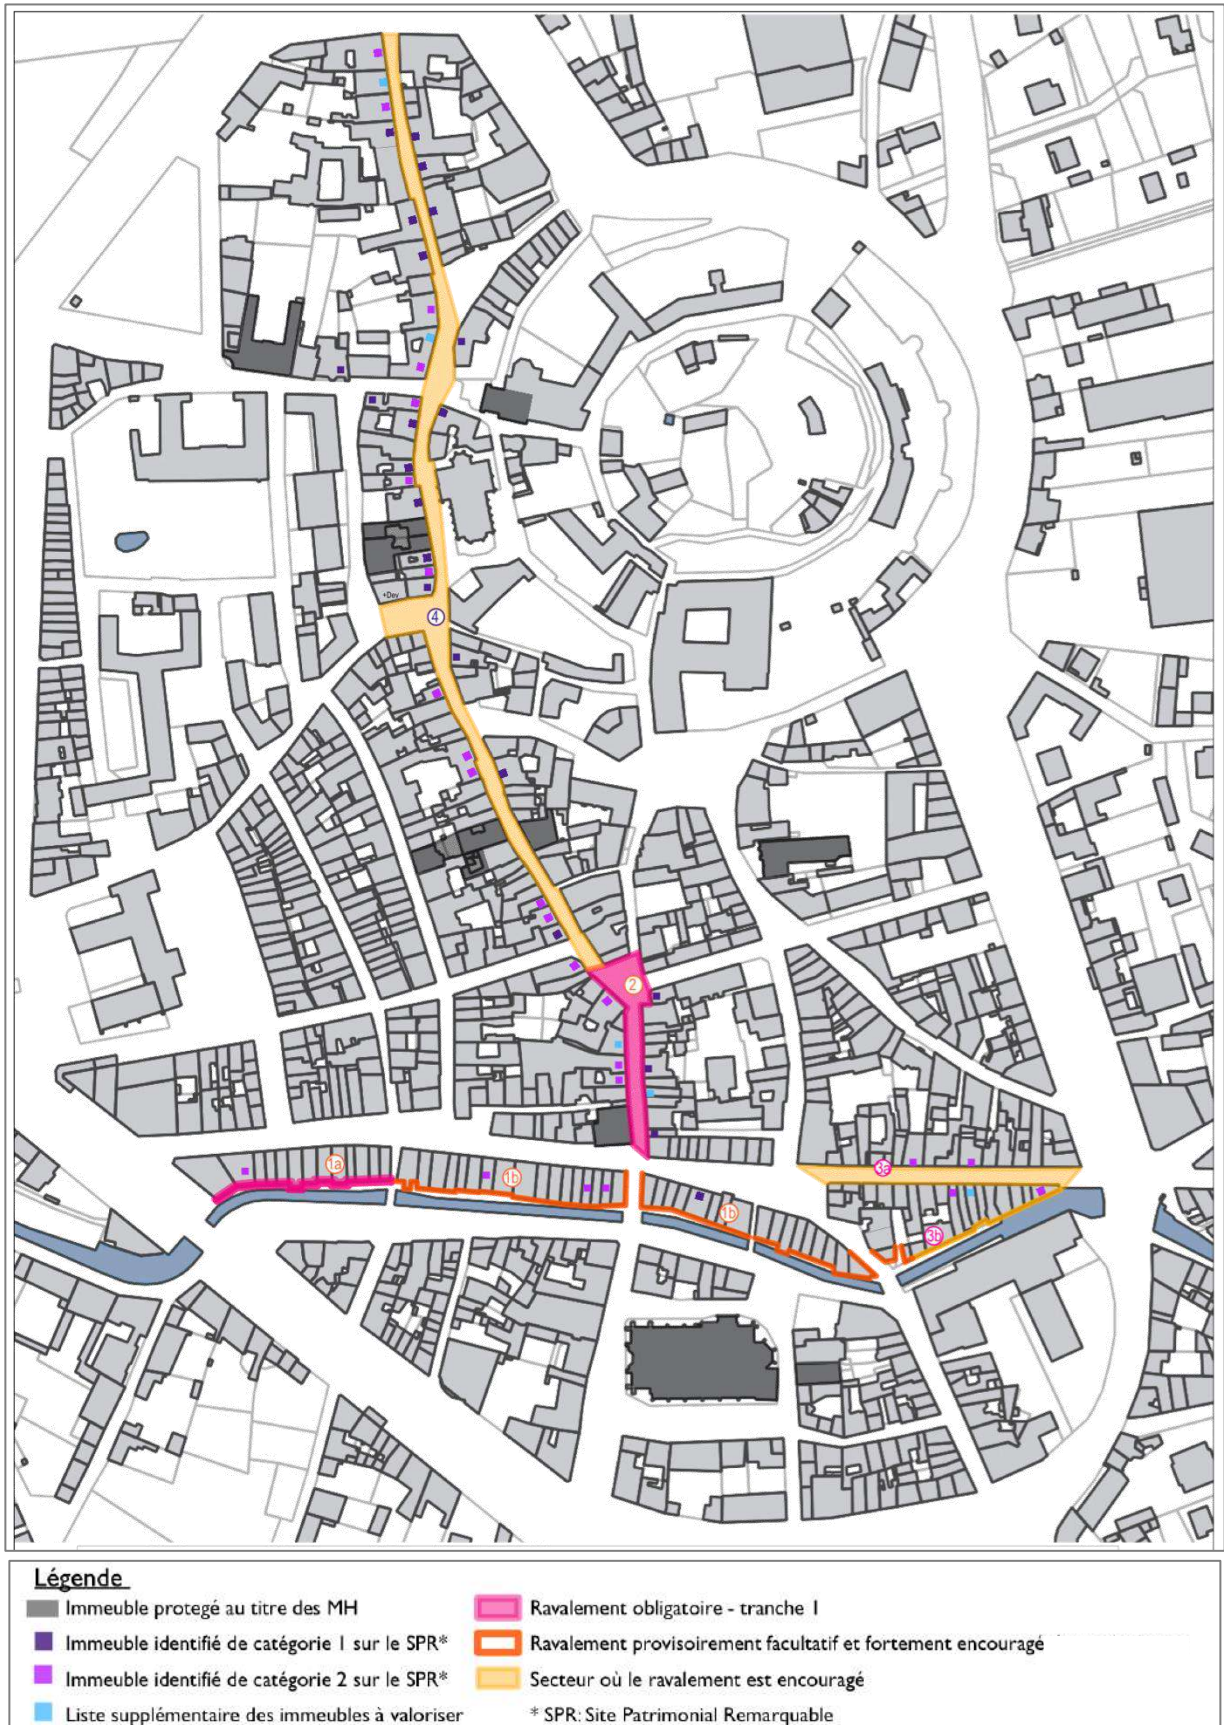 +Dev
4
2
1a
1b
1b
3a
3b
Légende
Immeuble protegé au titre des MH
Immeuble identifié de catégorie 1 sur le SPR*
Immeuble identifié de catégorie 2 sur le SPR*
Liste supplémentaire des immeubles à valoriser
Ravalement obligatoire - tranche 1
Ravalement provisoirement facultatif et fortement encouragé
Secteur où le ravalement est encouragé
* SPR: Site Patrimonial Remarquable